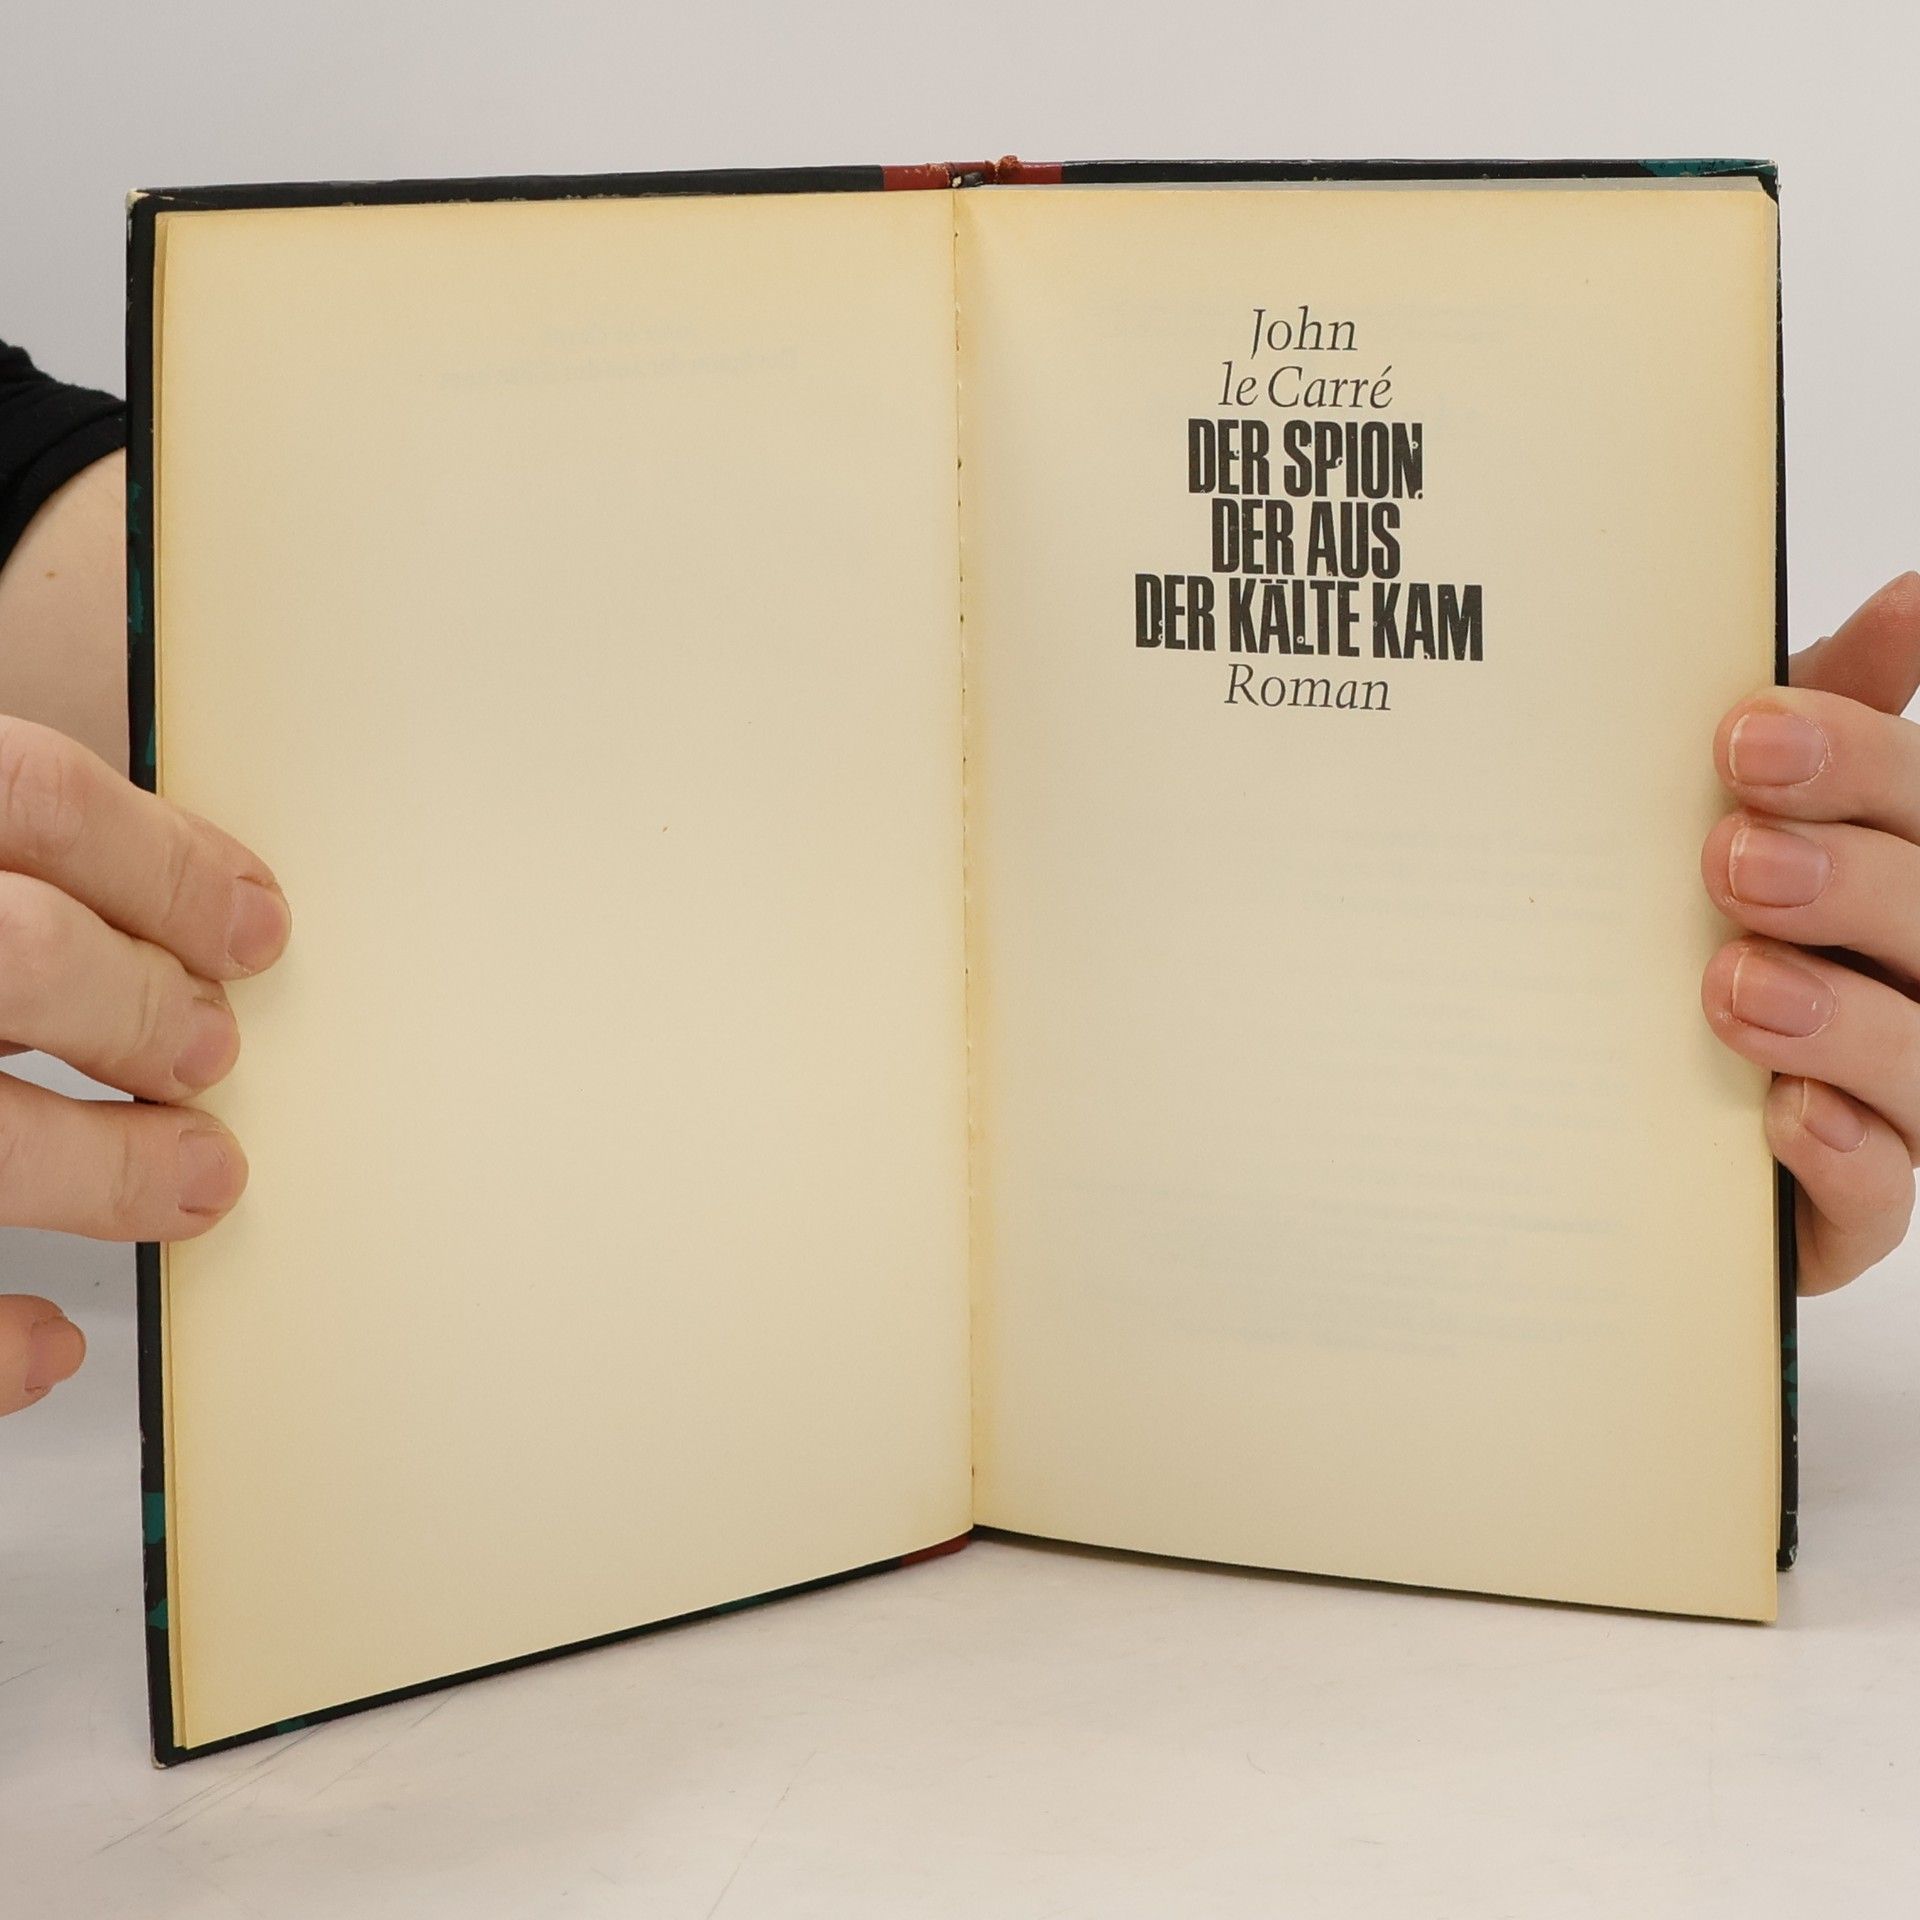 John
le Carré
DER SPION
DER AUS
DER KÄLTE KAM
Roman